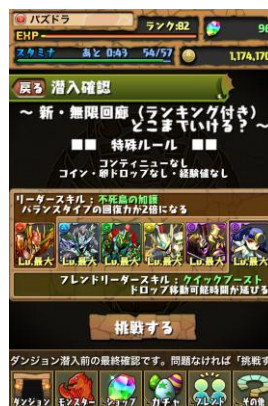 パズドラ
ランク:82
96
EXP
スタミナ あと 0:43 54/57
1,174,170
戻る 潜入確認
～ 新・無限回廊(ランキング付き)
どこまでいける？ ～
■■ 特殊ルール ■■
コンティニューなし
コイン・卵ドロップなし・経験値なし
リーダースキル：不死鳥の加護
バランスタイプの回復力が2倍になる
Lv.最大 Lv.最大 Lv.最大 Lv.最大 Lv.最大 Lv.最大
フレンドリーダースキル：クイックブースト
ドロップ移動可能時間が延びる
挑戦する
ダンジョン潜入前の最終確認です。問題なければ「挑戦す
ダンジョン モンスター ショップ ガチャ フレンド その他